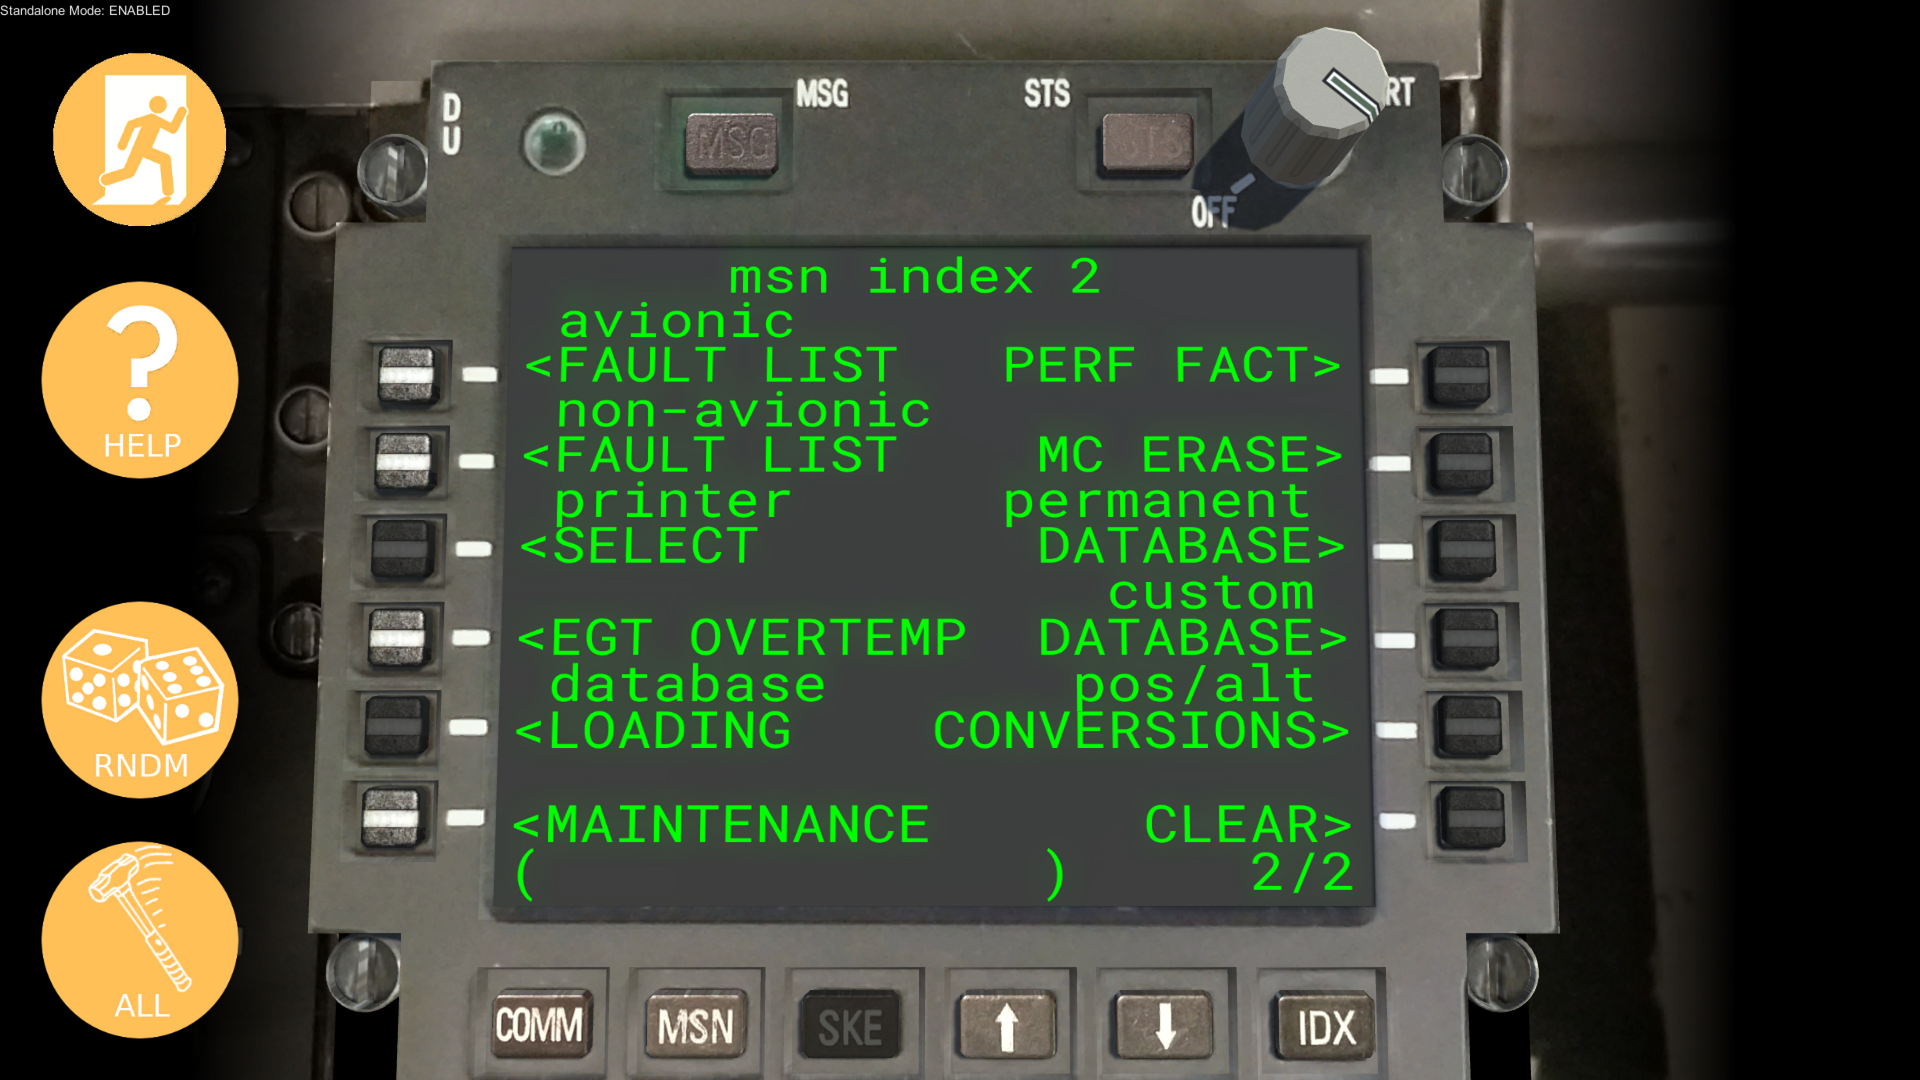 Standalone Mode: ENABLED
DU
MSG
MSG
STS
STS
RT
OFF
msn index 2
avionic
<FAULT LIST PERF FACT>
non-avionic
<FAULT LIST MC ERASE>
printer permanent
<SELECT DATABASE>
custom
<EGT OVERTEMP DATABASE>
database pos/alt
<LOADING CONVERSIONS>
<MAINTENANCE CLEAR>
( ) 2/2
HELP
RNDM
ALL
COMM
MSN
SKE
↑
↓
IDX